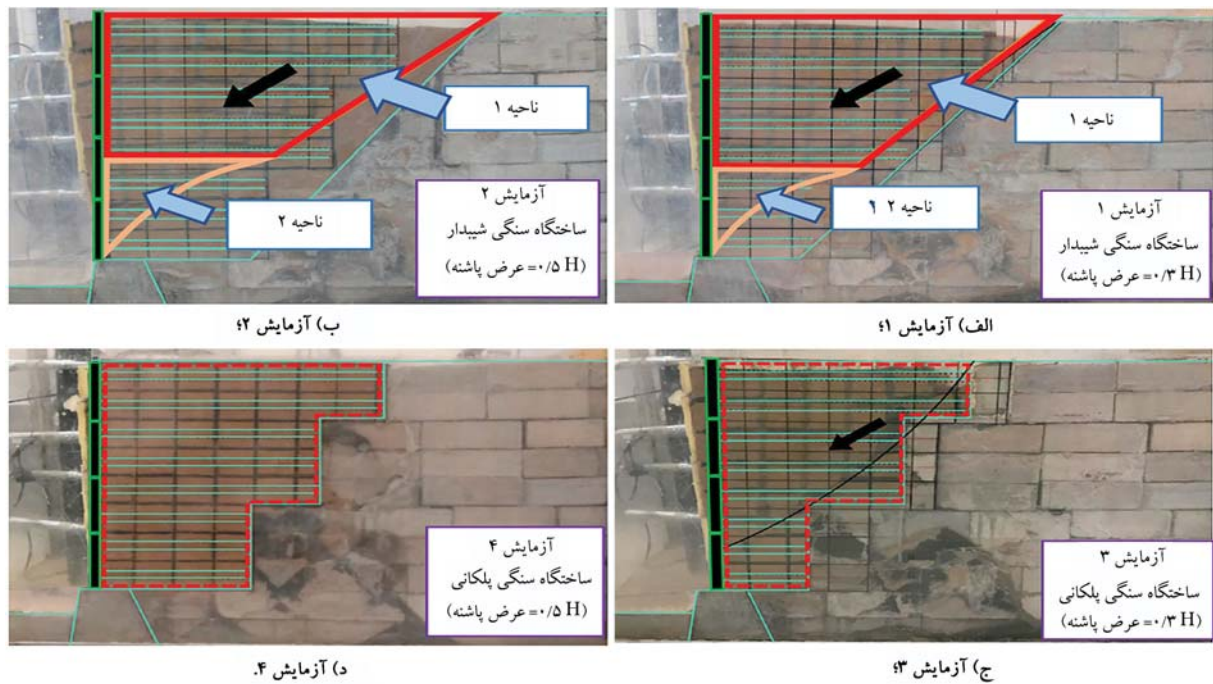 ناحیه ۱
ناحیه ۲ ۴
آزمایش ۱
ساختگاه سنگی شیبدار
(۰/۳ H= عرض پاشنه)
الف) آزمایش ۱؛
ناحیه ۱
ناحیه ۲
آزمایش ۲
ساختگاه سنگی شیبدار
(۰/۵ H= عرض پاشنه)
ب) آزمایش ۲؛
آزمایش ۳
ساختگاه سنگی پلکانی
(۰/۳ H= عرض پاشنه)
ج) آزمایش ۳؛
آزمایش ۴
ساختگاه سنگی پلکانی
(۰/۵ H= عرض پاشنه)
د) آزمایش ۴.